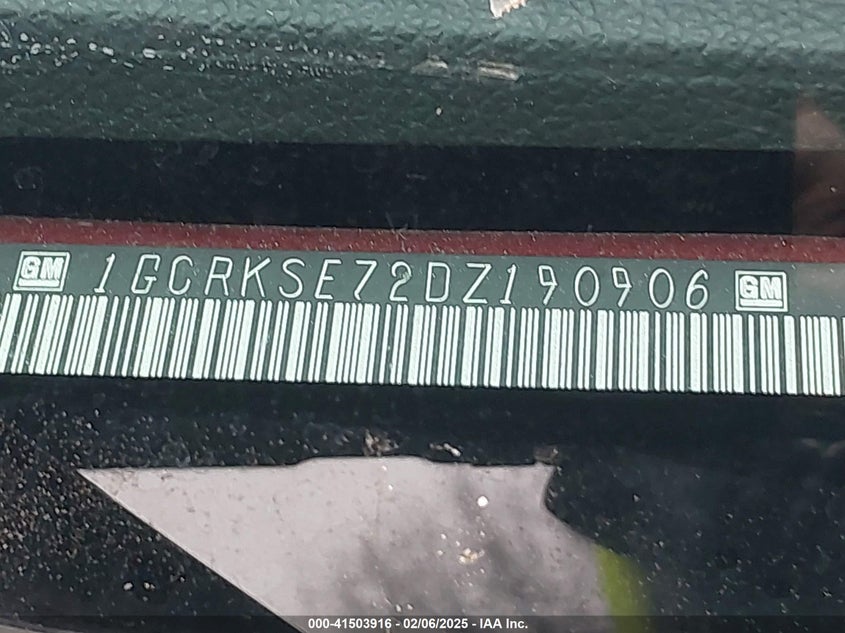 GM 1GCRKSE72DZ190906 GM
000-41503916 - 02/06/2025 - IAA Inc.